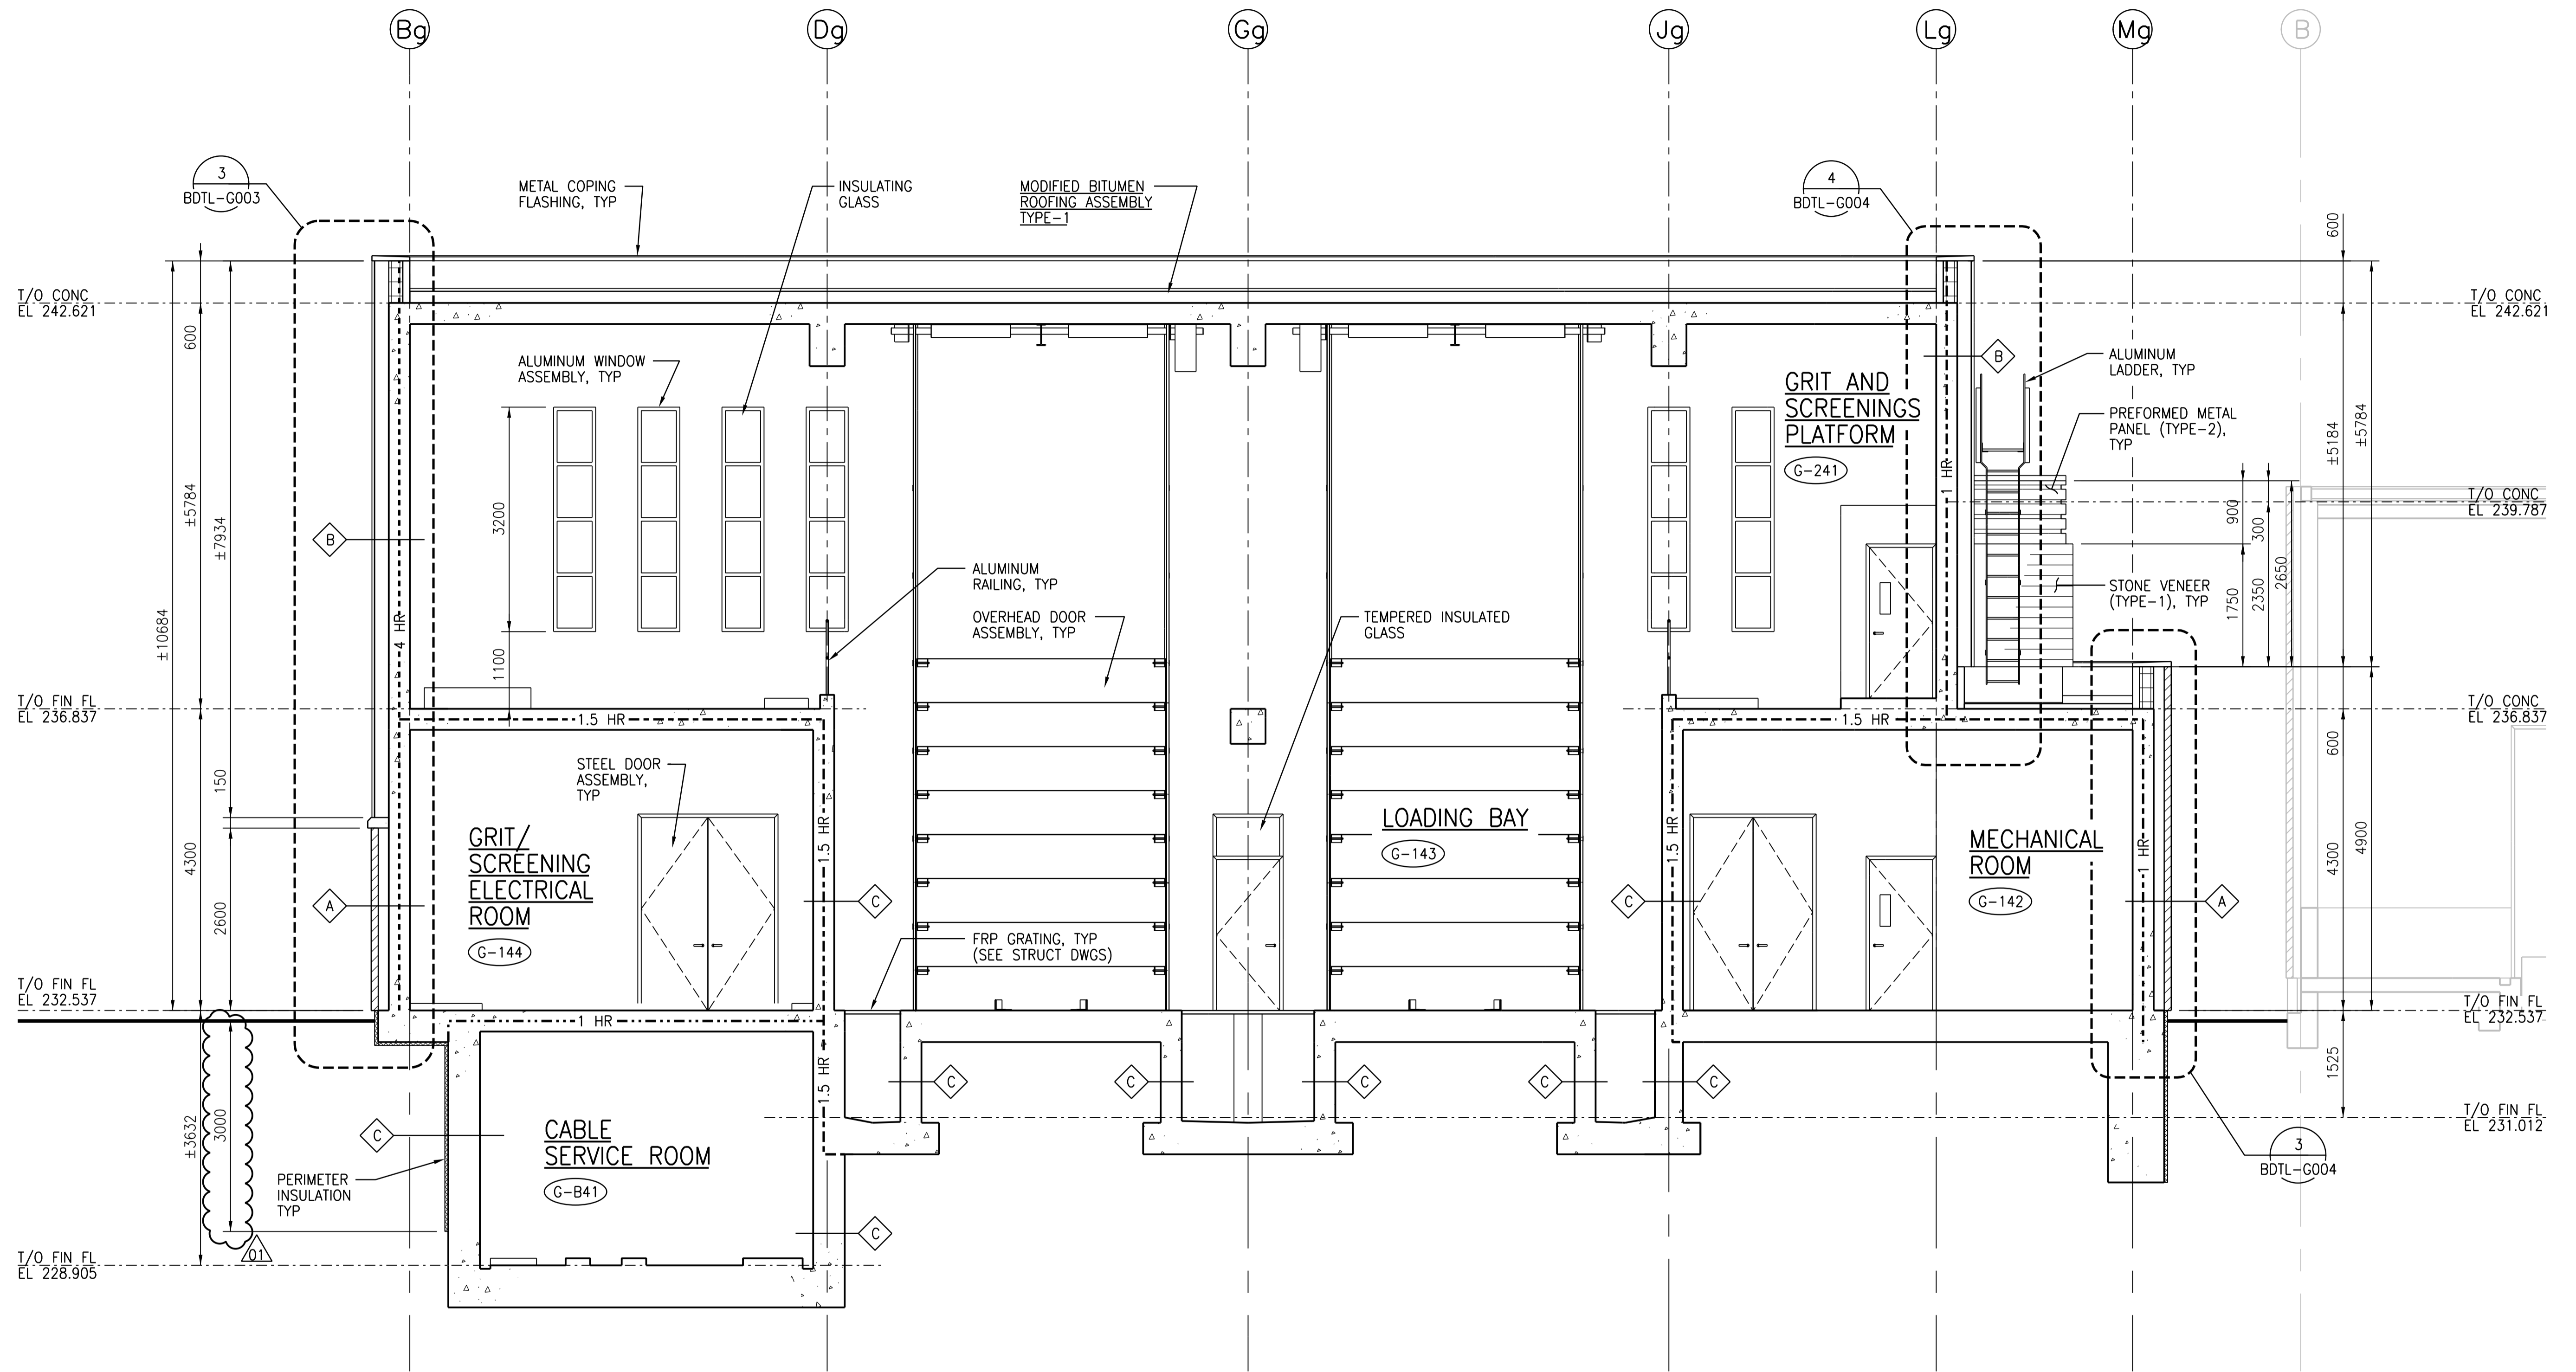 Bg
Dg
Gg
Jg
Lg
Mg
B
3
BDTL-G003
METAL COPING
FLASHING, TYP
INSULATING
GLASS
MODIFIED BITUMEN
ROOFING ASSEMBLY
TYPE-1
4
BDTL-G004
600
T/O CONC
EL 242.621
T/O CONC
EL 242.621
600
±5784
±7934
±10684
ALUMINUM WINDOW
ASSEMBLY, TYP
3200
1100
B
4 HR
GRIT AND
SCREENINGS
PLATFORM
G-241
B
1 HR
ALUMINUM
LADDER, TYP
PREFORMED METAL
PANEL (TYPE-2),
TYP
±5184
±5784
T/O CONC
EL 239.787
900
300
2650
1750
2350
STONE VENEER
(TYPE-1), TYP
ALUMINUM
RAILING, TYP
OVERHEAD DOOR
ASSEMBLY, TYP
TEMPERED INSULATED
GLASS
T/O FIN FL
EL 236.837
1.5 HR
1.5 HR
T/O CONC
EL 236.837
150
4300
2600
STEEL DOOR
ASSEMBLY,
TYP
GRIT/
SCREENING
ELECTRICAL
ROOM
G-144
A
1.5 HR
C
LOADING BAY
G-143
C
1.5 HR
MECHANICAL
ROOM
G-142
1 HR
A
600
4300
4900
FRP GRATING, TYP
(SEE STRUCT DWGS)
T/O FIN FL
EL 232.537
1 HR
T/O FIN FL
EL 232.537
±3632
3000
01
C
1.5 HR
C
C
C
C
C
1525
T/O FIN FL
EL 231.012
CABLE
SERVICE ROOM
G-B41
PERIMETER
INSULATION
TYP
C
3
BDTL-G004
T/O FIN FL
EL 228.905